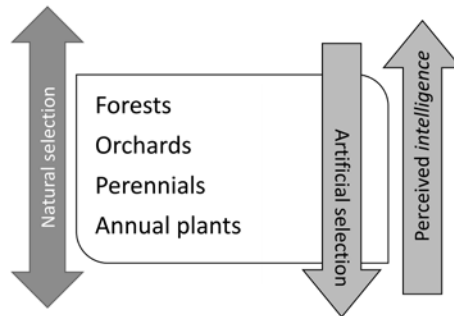 Natural selection
Forests
Orchards
Perennials
Annual plants
Artificial selection
Perceived intelligence